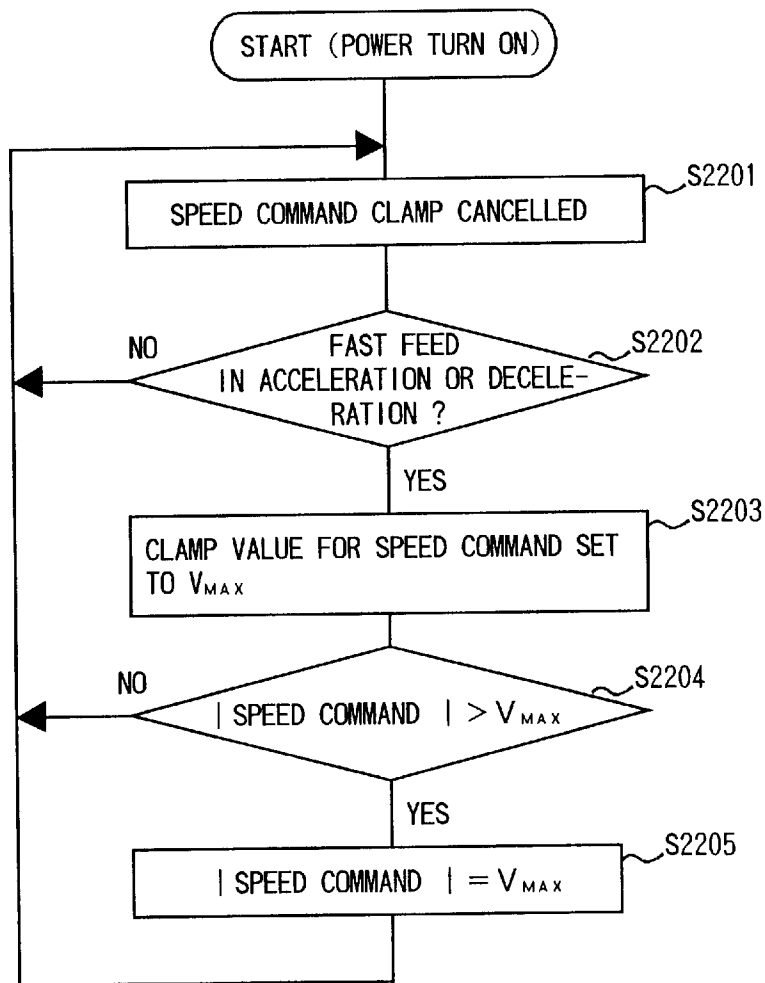 START (POWER TURN ON)
S2201
SPEED COMMAND CLAMP CANCELLED
S2202
NO
FAST FEED
IN ACCELERATION OR DECELE-
RATION ?
YES
S2203
CLAMP VALUE FOR SPEED COMMAND SET
TO VMAX
S2204
NO
| SPEED COMMAND | > VMAX
YES
S2205
| SPEED COMMAND | = VMAX